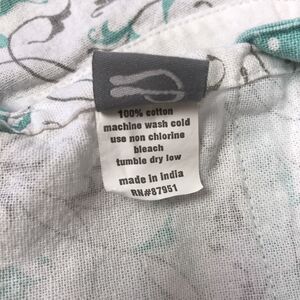 100% cotton
machine wash cold
use non chlorine
bleach
tumble dry low
made in india
RN#87951